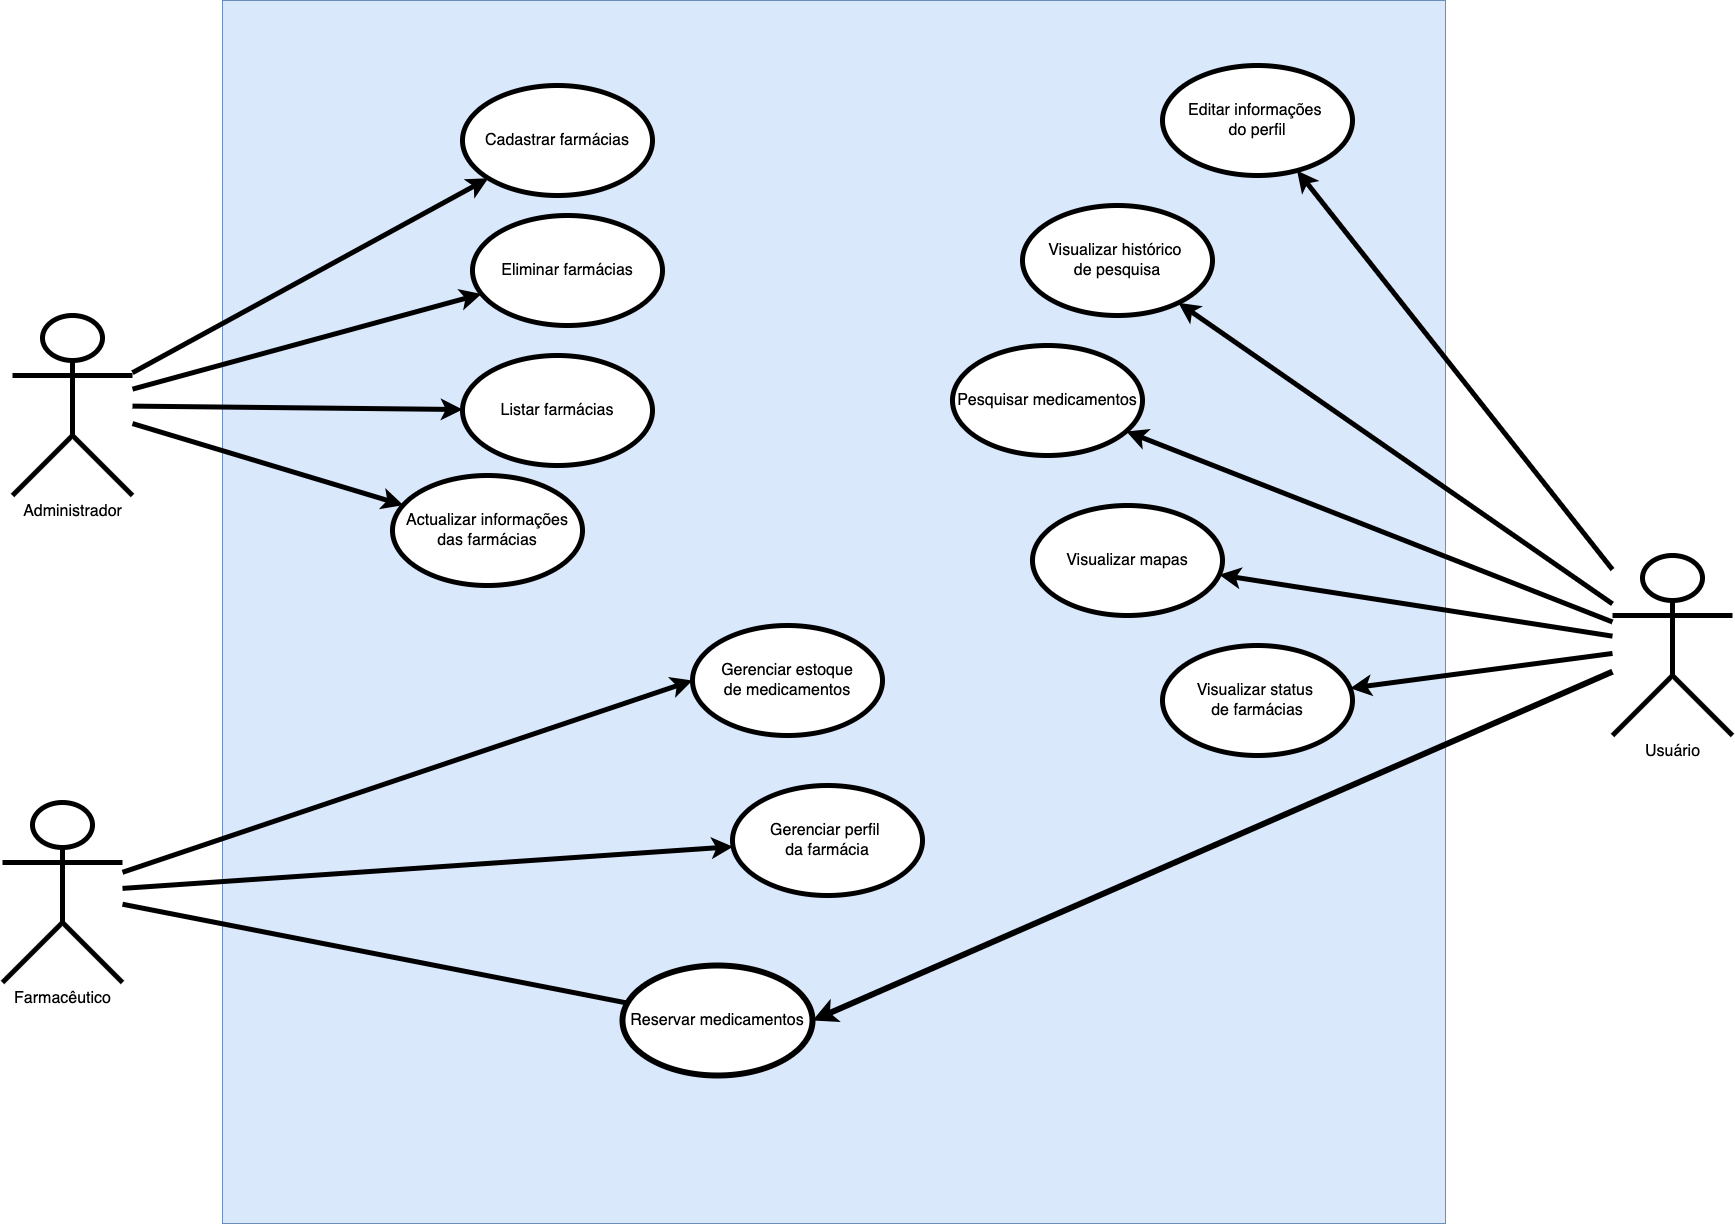 Cadastrar farmácias
Eliminar farmácias
Listar farmácias
Actualizar informações
das farmácias
Administrador
Editar informações
do perfil
Visualizar histórico
de pesquisa
Pesquisar medicamentos
Visualizar mapas
Visualizar status
de farmácias
Usuário
Gerenciar estoque
de medicamentos
Gerenciar perfil
da farmácia
Reservar medicamentos
Farmacêutico